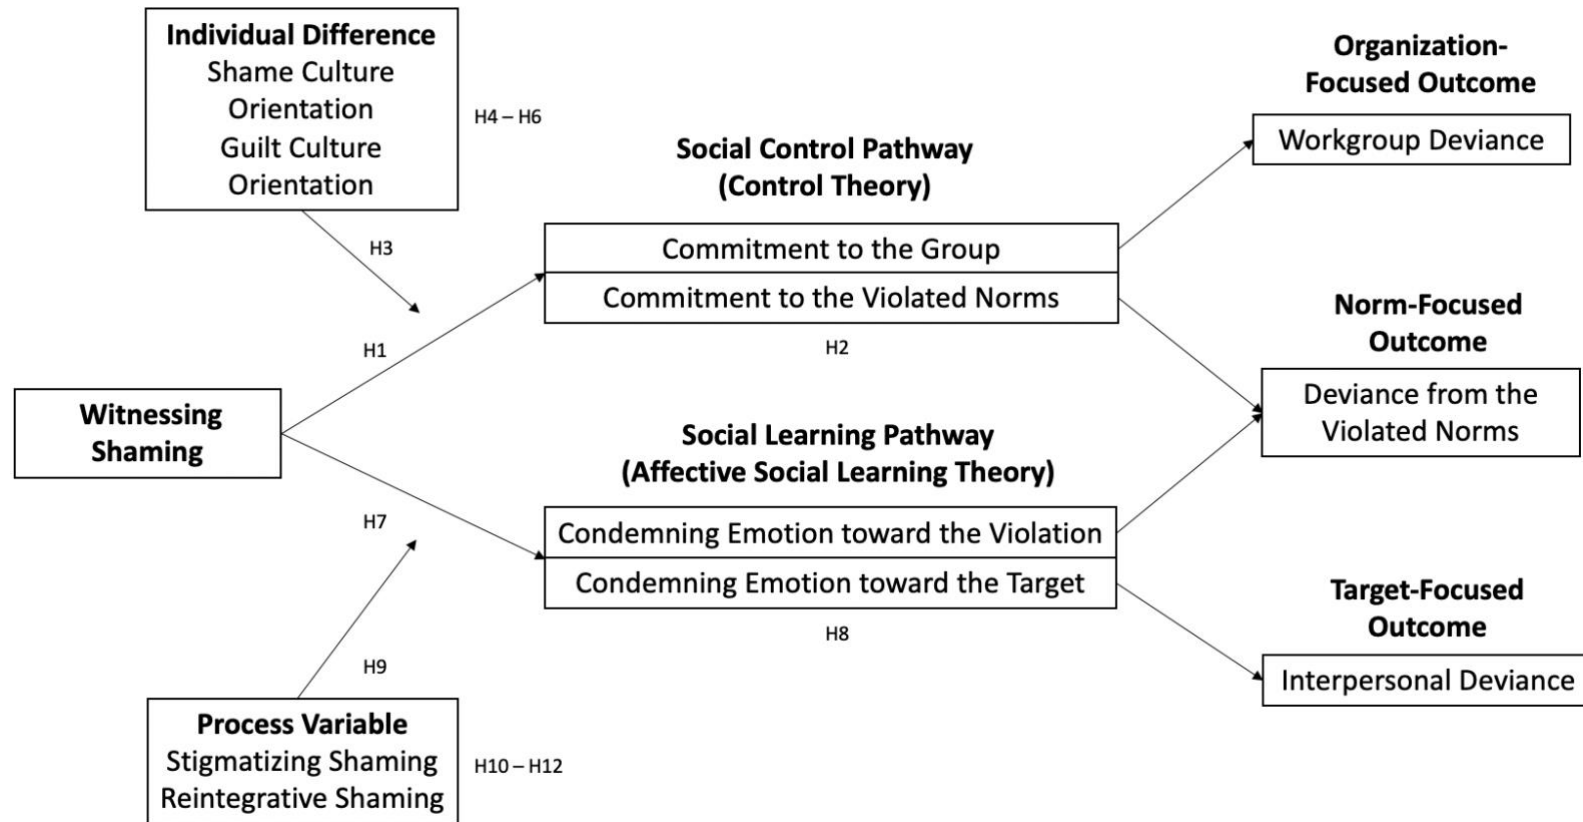 Individual Difference
Shame Culture
Orientation
Guilt Culture
Orientation
H4 – H6
H3
Social Control Pathway
(Control Theory)
Commitment to the Group
Commitment to the Violated Norms
H2
H1
Witnessing
Shaming
Social Learning Pathway
(Affective Social Learning Theory)
Condemning Emotion toward the Violation
Condemning Emotion toward the Target
H8
H7
H9
Process Variable
Stigmatizing Shaming
Reintegrative Shaming
H10 – H12
Organization-
Focused Outcome
Workgroup Deviance
Norm-Focused
Outcome
Deviance from the
Violated Norms
Target-Focused
Outcome
Interpersonal Deviance